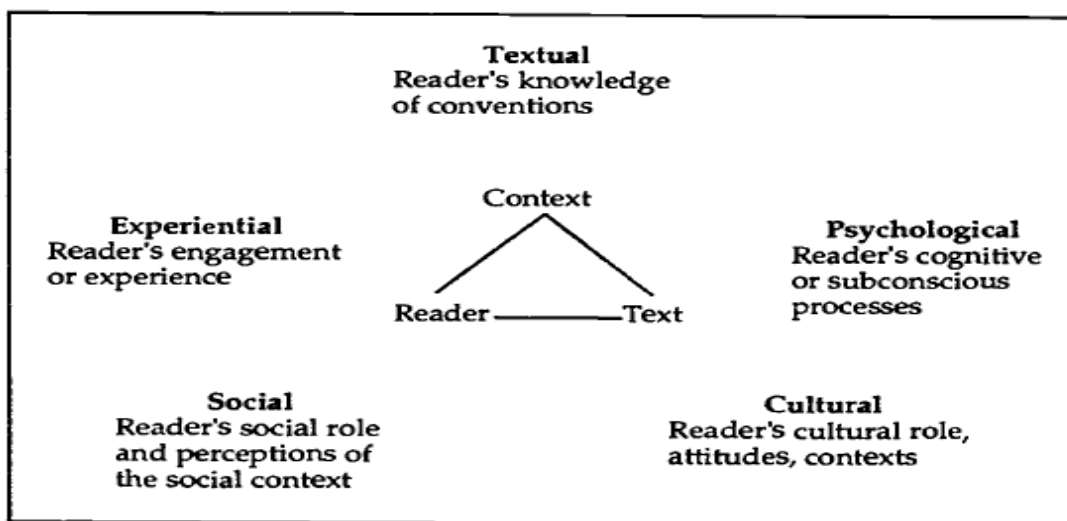 Textual
Reader's knowledge
of conventions
Context
Experiential
Reader's engagement
or experience
Psychological
Reader's cognitive
or subconscious
processes
Reader
Text
Social
Reader's social role
and perceptions of
the social context
Cultural
Reader's cultural role,
attitudes, contexts